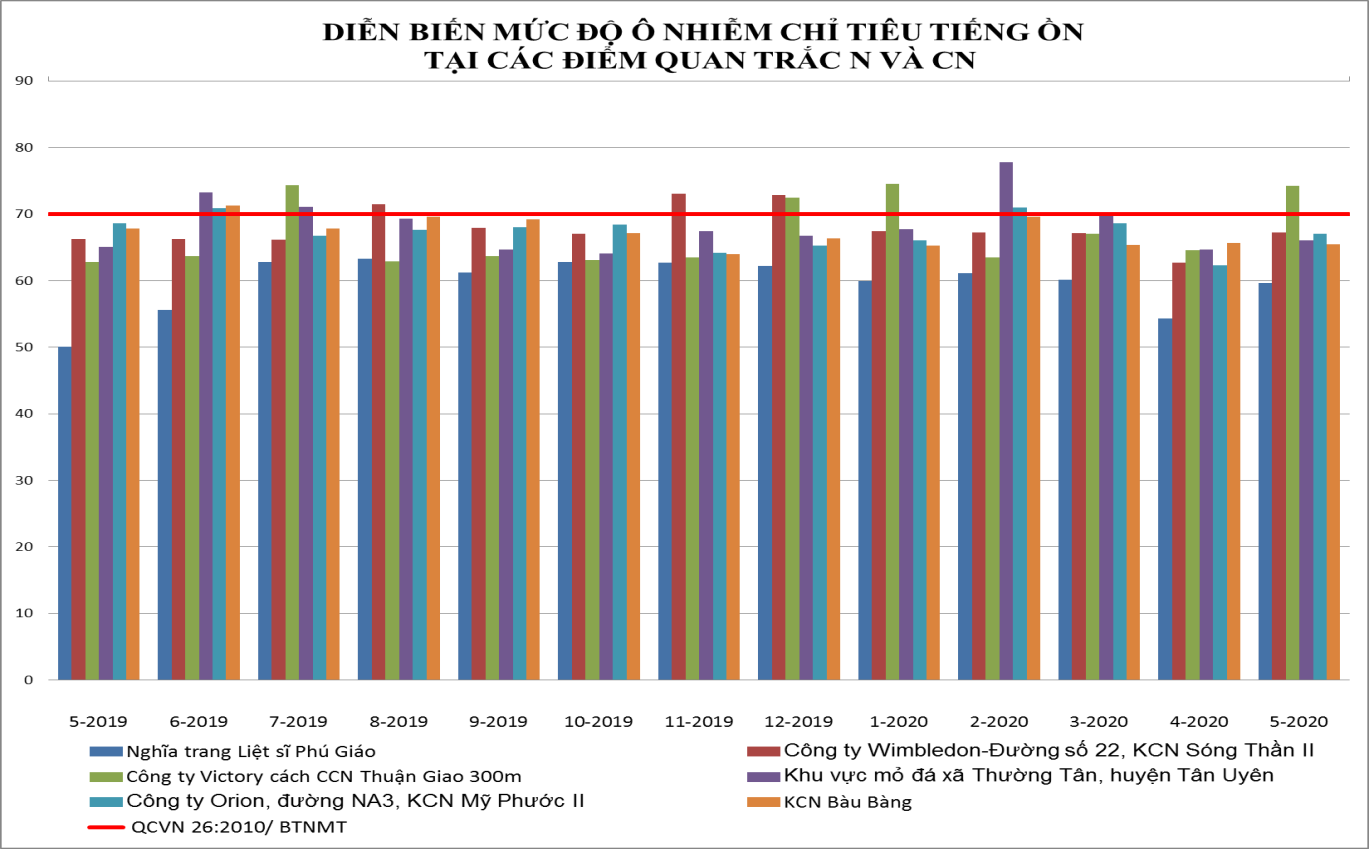 DIỄN BIẾN MỨC ĐỘ Ô NHIỄM CHỈ TIÊU TIẾNG ỒN
TẠI CÁC ĐIỂM QUAN TRẮC N VÀ CN
90
80
70
60
50
40
30
20
10
0
5-2019 6-2019 7-2019 8-2019 9-2019 10-2019 11-2019 12-2019 1-2020 2-2020 3-2020 4-2020 5-2020
Nghĩa trang Liệt sĩ Phú Giáo
Công ty Wimbledon-Đường số 22, KCN Sóng Thần II
Công ty Victory cách CCN Thuận Giao 300m
Khu vực mỏ đá xã Thường Tân, huyện Tân Uyên
Công ty Orion, đường NA3, KCN Mỹ Phước II
KCN Bàu Bàng
QCVN 26:2010/ BTNMT